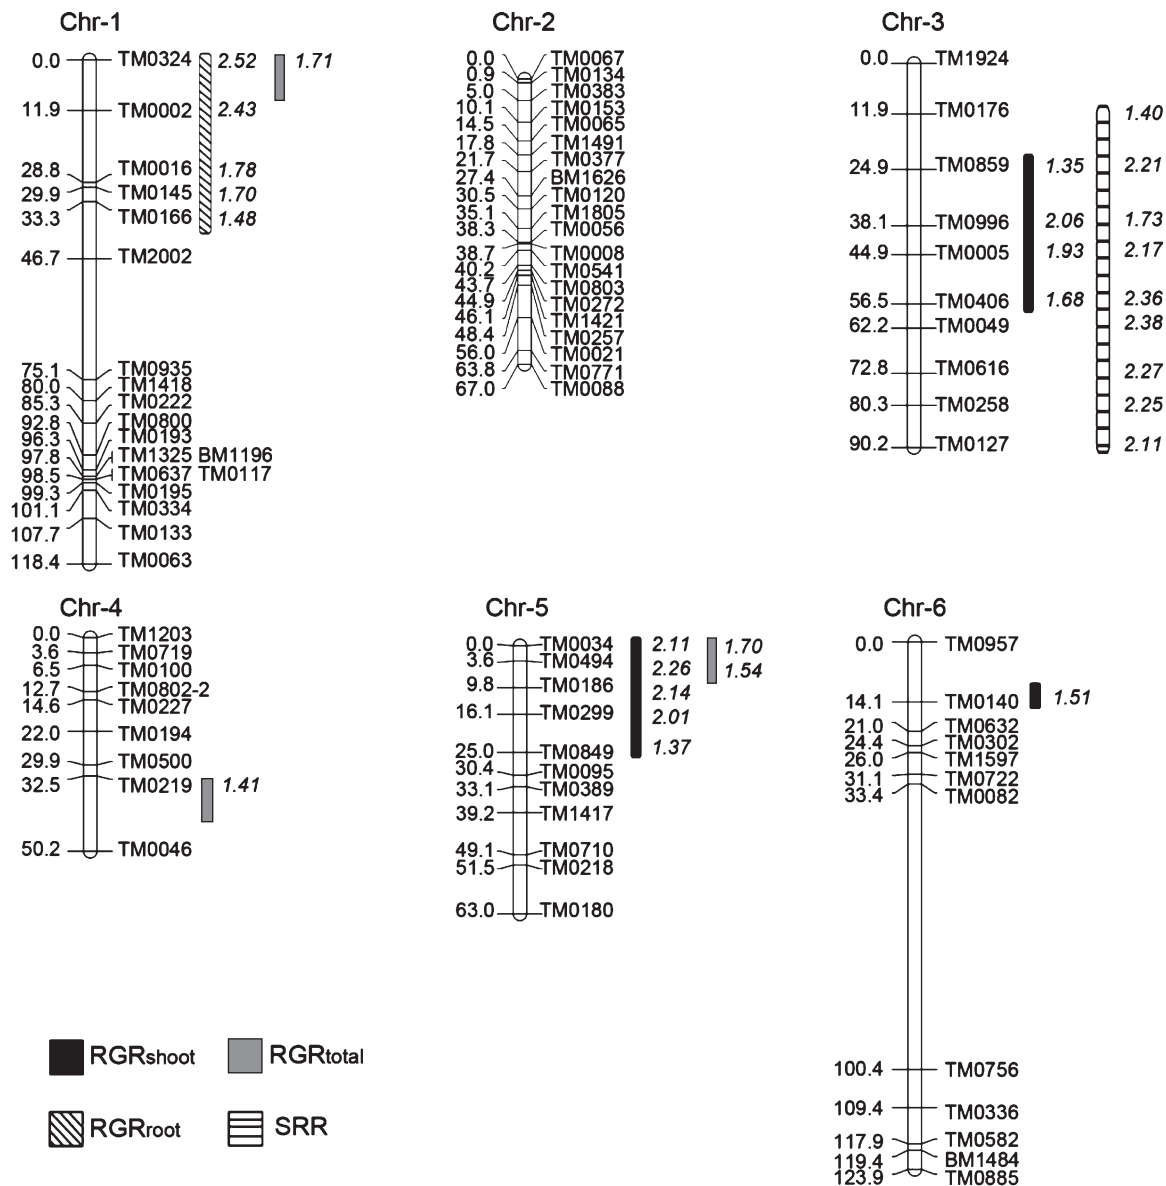 Chr-1
0.0 TM0324 2.52 1.71
11.9 TM0002 2.43
28.8 TM0016 1.78
29.9 TM0145 1.70
33.3 TM0166 1.48
46.7 TM2002
75.1 TM0935
80.0 TM1418
85.3 TM0222
92.8 TM0800
96.3 TM0193
97.8 TM1325 BM1196
98.5 TM0637 TM0117
99.3 TM0195
101.1 TM0334
107.7 TM0133
118.4 TM0063
Chr-2
0.0 TM0067
0.9 TM0134
5.0 TM0383
10.1 TM0153
14.5 TM0065
17.8 TM1491
21.7 TM0377
27.4 BM1626
30.5 TM0120
35.1 TM1805
38.3 TM0056
38.7 TM0008
40.2 TM0541
43.7 TM0803
44.9 TM0272
46.1 TM1421
48.4 TM0257
56.0 TM0021
63.8 TM0771
67.0 TM0088
Chr-3
0.0 TM1924
11.9 TM0176 1.40
24.9 TM0859 1.35 2.21
38.1 TM0996 2.06 1.73
44.9 TM0005 1.93 2.17
56.5 TM0406 1.68 2.36
62.2 TM0049 2.38
72.8 TM0616 2.27
80.3 TM0258 2.25
90.2 TM0127 2.11
Chr-4
0.0 TM1203
3.6 TM0719
6.5 TM0100
12.7 TM0802-2
14.6 TM0227
22.0 TM0194
29.9 TM0500
32.5 TM0219 1.41
50.2 TM0046
Chr-5
0.0 TM0034 2.11 1.70
3.6 TM0494 2.26 1.54
9.8 TM0186 2.14
16.1 TM0299 2.01
25.0 TM0849 1.37
30.4 TM0095
33.1 TM0389
39.2 TM1417
49.1 TM0710
51.5 TM0218
63.0 TM0180
Chr-6
0.0 TM0957
14.1 TM0140 1.51
21.0 TM0632
24.4 TM0302
26.0 TM1597
31.1 TM0722
33.4 TM0082
100.4 TM0756
109.4 TM0336
117.9 TM0582
119.4 BM1484
123.9 TM0885
RGRshoot RGRtotal
RGRroot SRR